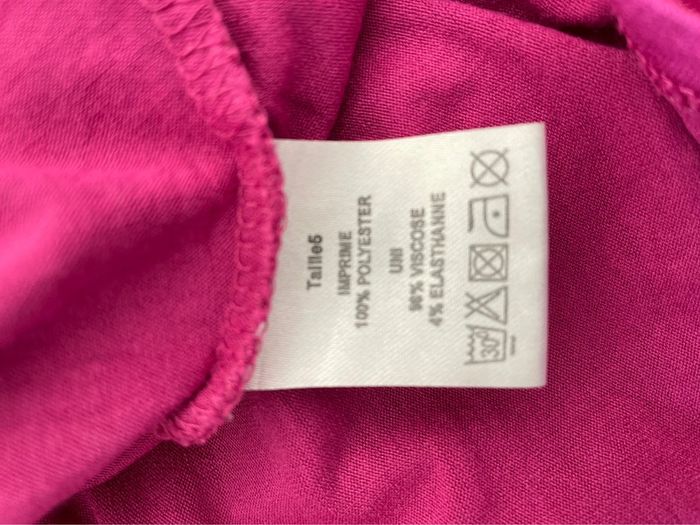 Taille5
IMPRIME
100% POLYESTER
UNI
96% VISCOSE
4% ELASTHANNE
30°